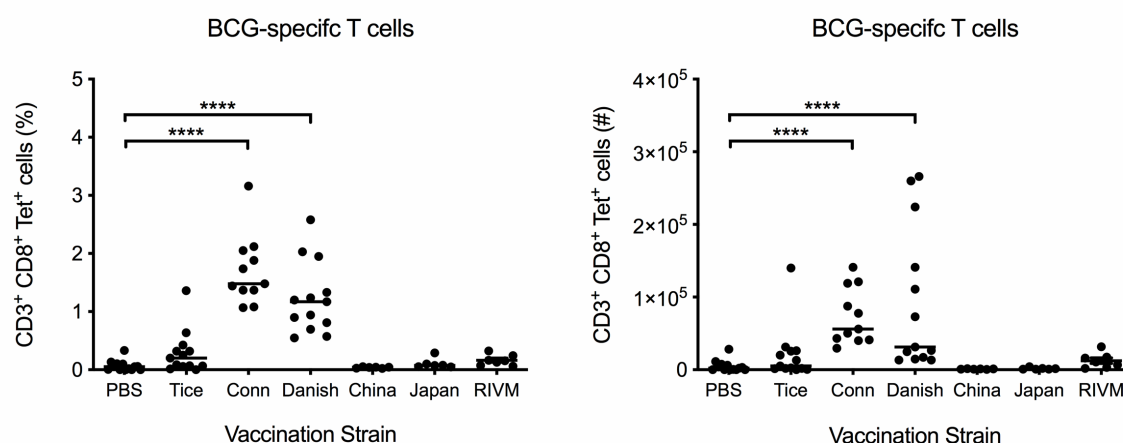 BCG-specifc T cells
CD3⁺ CD8⁺ Tet⁺ cells (%)
5
4
3
2
1
0
****
****
PBS Tice Conn Danish China Japan RIVM
Vaccination Strain
BCG-specifc T cells
CD3⁺ CD8⁺ Tet⁺ cells (#)
4×10⁵
3×10⁵
2×10⁵
1×10⁵
0
****
****
PBS Tice Conn Danish China Japan RIVM
Vaccination Strain